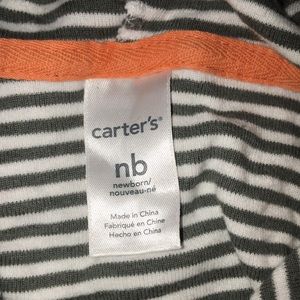 carter's®
nb
newborn/
nouveau-né
Made in China
Fabriqué en Chine
Hecho en China